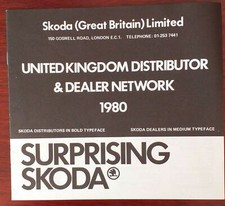 Skoda (Great Britain) Limited
150 GOSWELL ROAD, LONDON E.C.1. TELEPHONE: 01-253 7441
UNITED KINGDOM DISTRIBUTOR
& DEALER NETWORK
1980
SKODA DISTRIBUTORS IN BOLD TYPEFACE SKODA DEALERS IN MEDIUM TYPEFACE
SURPRISING
SKODA